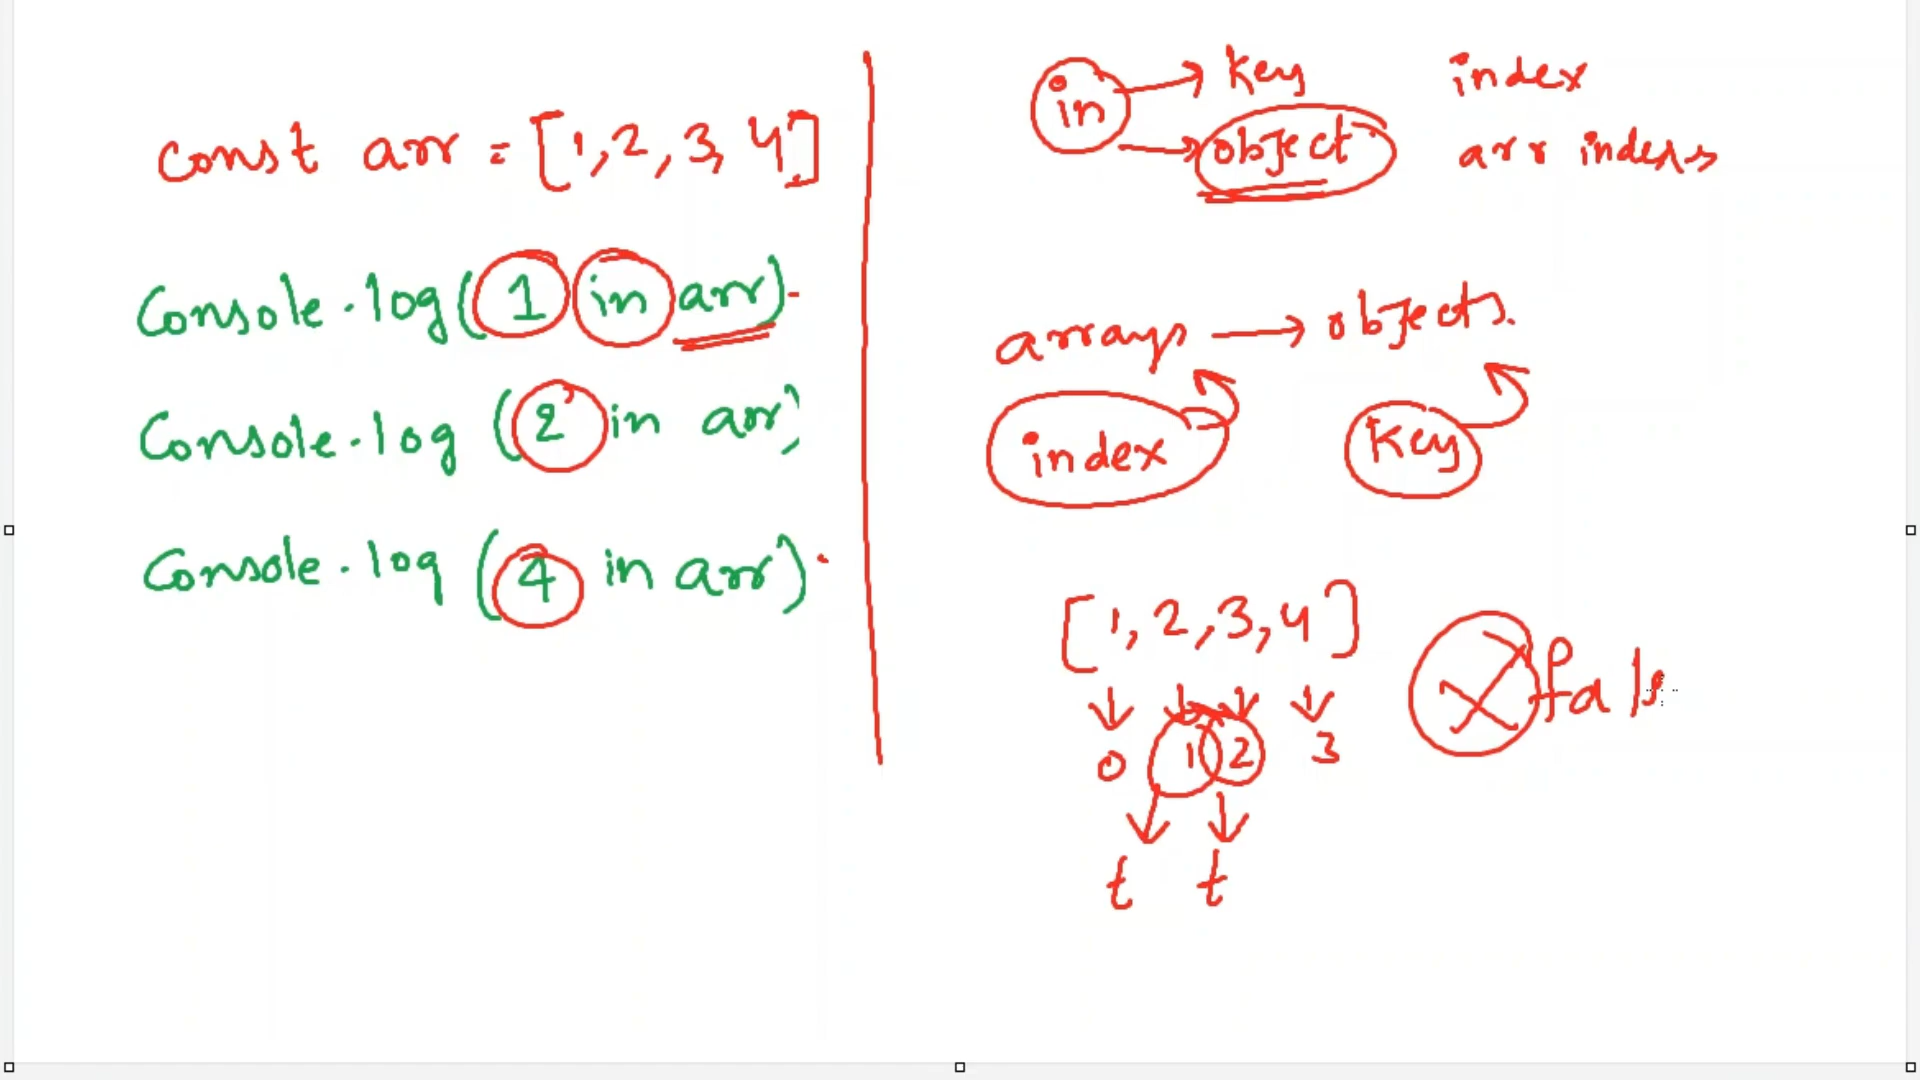 const arr = [1,2,3,4]
Console.log(1 in arr).
Console.log (2 in arr)
Console.log (4 in arr).
in → key index
→ object arr indexs
arrays → objects.
index key
[1,2,3,4]
0 1 2 3
t t